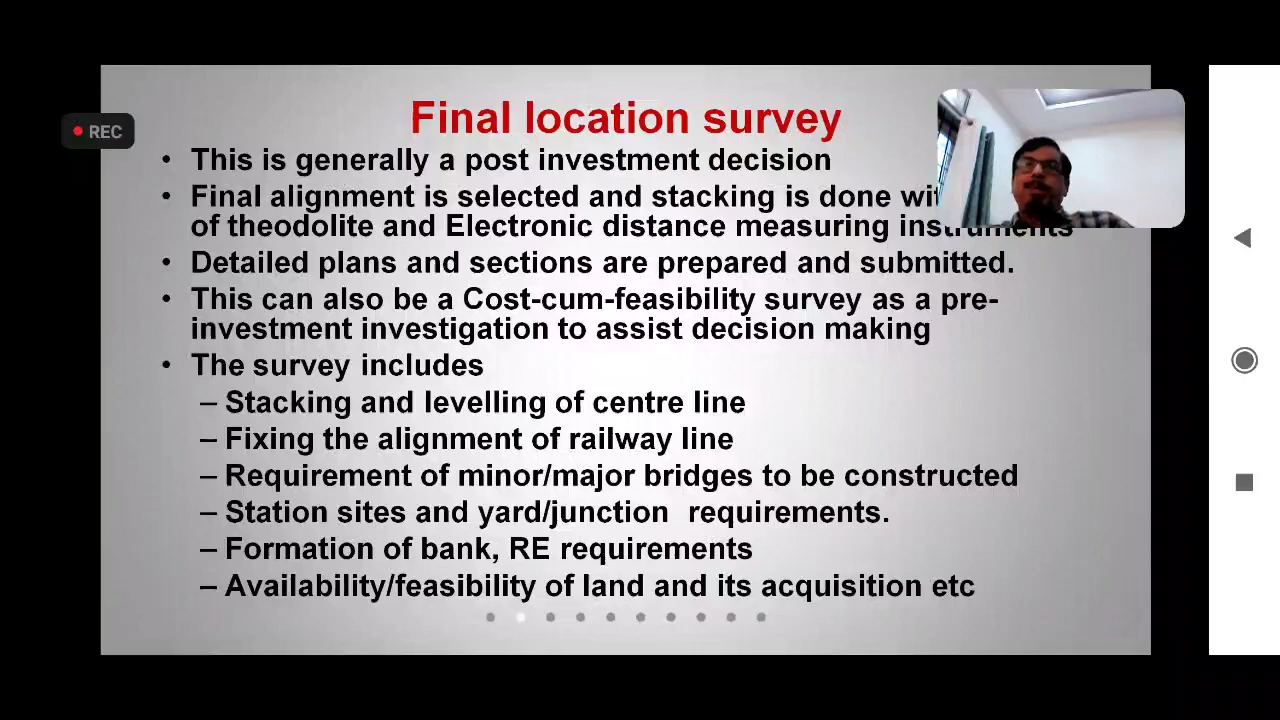 Final location survey
REC
• This is generally a post investment decision
• Final alignment is selected and stacking is done
of theodolite and Electronic distance measuring instruments
• Detailed plans and sections are prepared and submitted.
• This can also be a Cost-cum-feasibility survey as a pre-
investment investigation to assist decision making
• The survey includes
– Stacking and levelling of centre line
– Fixing the alignment of railway line
– Requirement of minor/major bridges to be constructed
– Station sites and yard/junction requirements.
– Formation of bank, RE requirements
– Availability/feasibility of land and its acquisition etc